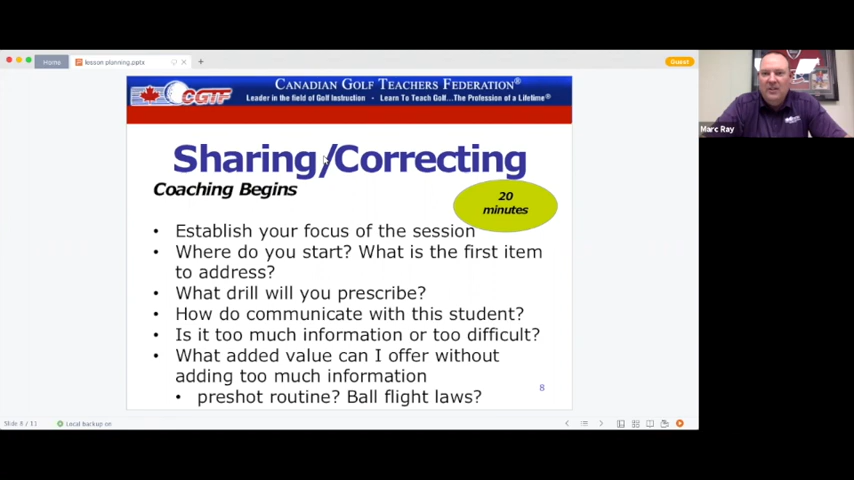 Home
lesson planning.pptx
Guest
CGTF
CANADIAN GOLF TEACHERS FEDERATION®
Leader in the field of Golf Instruction - Learn To Teach Golf...The Profession of a Lifetime®
Sharing/Correcting
Coaching Begins
20
minutes
• Establish your focus of the session
• Where do you start? What is the first item
to address?
• What drill will you prescribe?
• How do communicate with this student?
• Is it too much information or too difficult?
• What added value can I offer without
adding too much information
• preshot routine? Ball flight laws?
8
Slide 8 / 11
Local backup on
Marc Ray